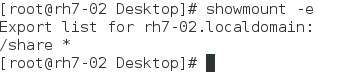 [root@rh7-02 Desktop]# showmount -e
Export list for rh7-02.localdomain:
/share *
[root@rh7-02 Desktop]#